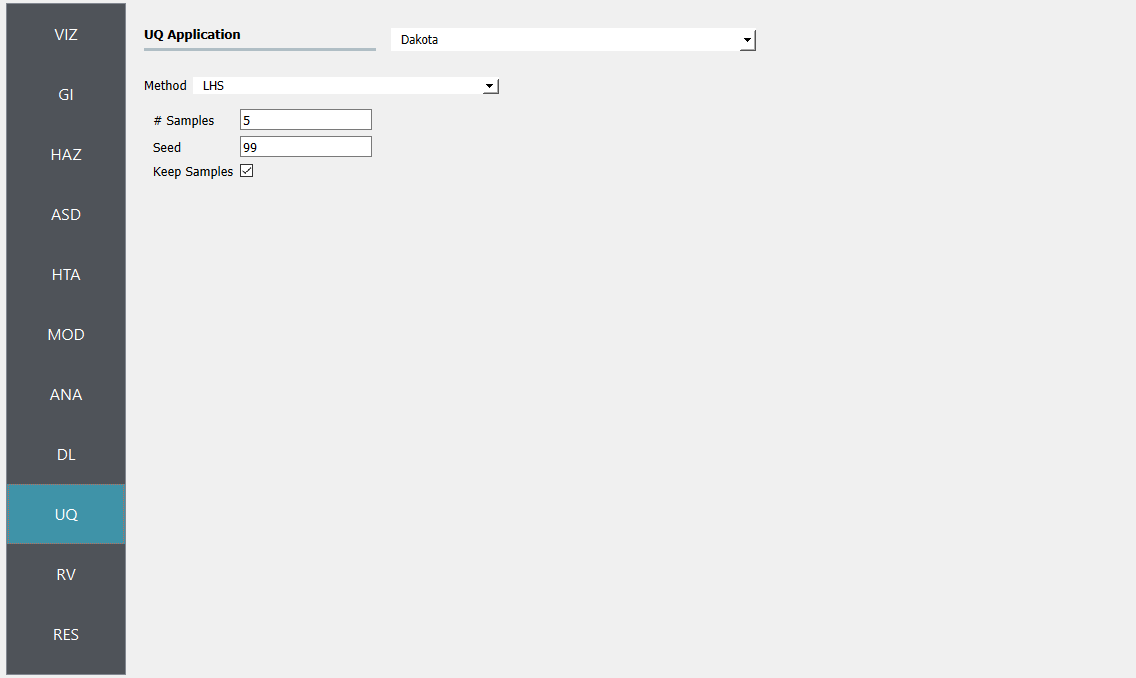 VIZ
GI
HAZ
ASD
HTA
MOD
ANA
DL
UQ
RV
RES
UQ Application
Dakota
Method LHS
# Samples 5
Seed 99
Keep Samples